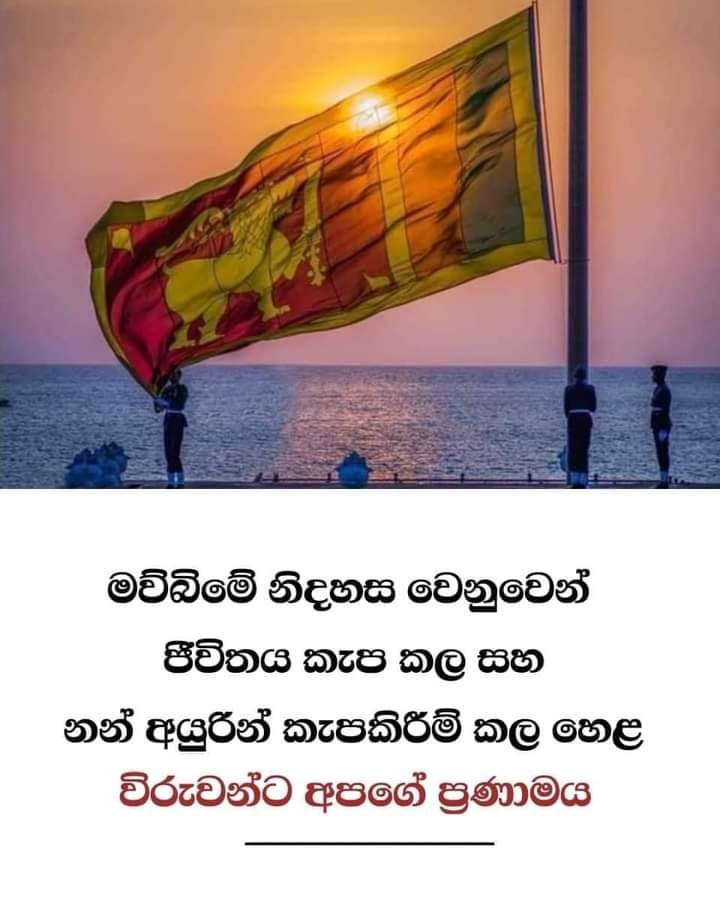 මව්බිමේ නිදහස වෙනුවෙන්
ජීවිතය කැප කල සහ
නන් අයුරින් කැපකිරීම් කල හෙළ
විරුවන්ට අපගේ ප්‍රණාමය